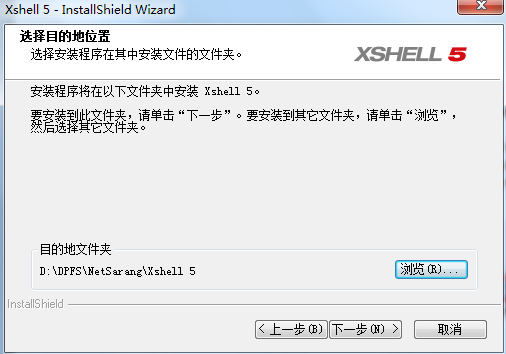 Xshell 5 - InstallShield Wizard
选择目的地位置
选择安装程序在其中安装文件的文件夹。
XSHELL 5
安装程序将在以下文件夹中安装 Xshell 5。
要安装到此文件夹，请单击“下一步”。要安装到其它文件夹，请单击“浏览”，
然后选择其它文件夹。
目的地文件夹
D:\DPFS\NetSarang\Xshell 5
浏览(R)...
InstallShield
< 上一步(B)
下一步(N) >
取消